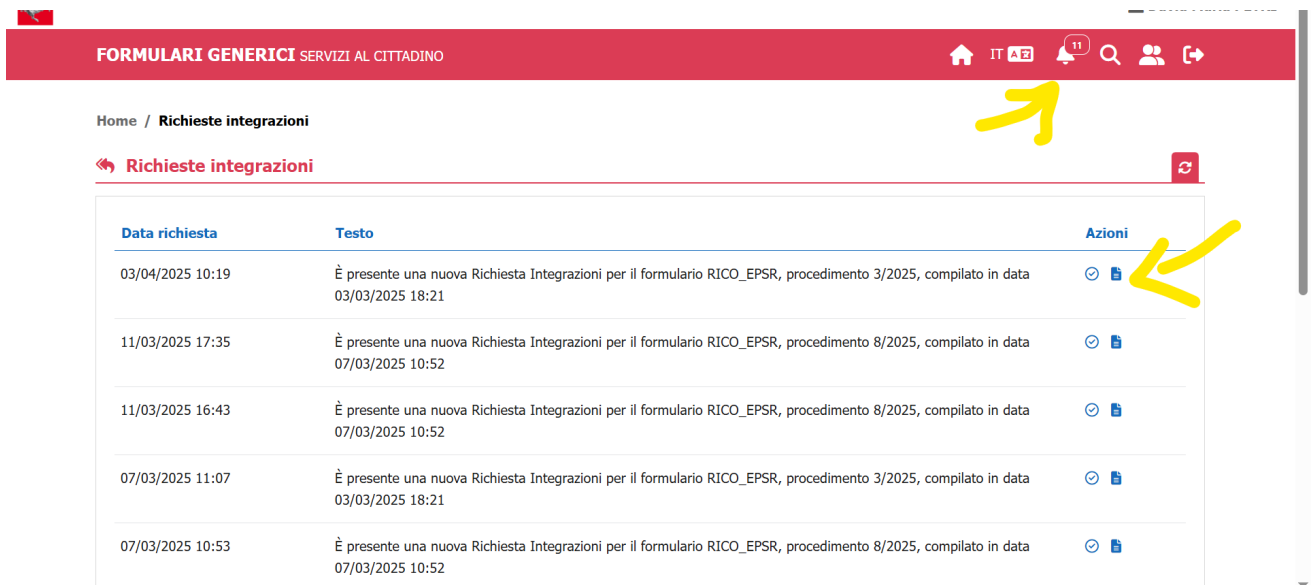 FORMULARI GENERICI SERVIZI AL CITTADINO
IT
11
Home / Richieste integrazioni
Richieste integrazioni
Data richiesta Testo Azioni
03/04/2025 10:19 È presente una nuova Richiesta Integrazioni per il formulario RICO_EPSR, procedimento 3/2025, compilato in data
03/03/2025 18:21
11/03/2025 17:35 È presente una nuova Richiesta Integrazioni per il formulario RICO_EPSR, procedimento 8/2025, compilato in data
07/03/2025 10:52
11/03/2025 16:43 È presente una nuova Richiesta Integrazioni per il formulario RICO_EPSR, procedimento 8/2025, compilato in data
07/03/2025 10:52
07/03/2025 11:07 È presente una nuova Richiesta Integrazioni per il formulario RICO_EPSR, procedimento 3/2025, compilato in data
03/03/2025 18:21
07/03/2025 10:53 È presente una nuova Richiesta Integrazioni per il formulario RICO_EPSR, procedimento 8/2025, compilato in data
07/03/2025 10:52